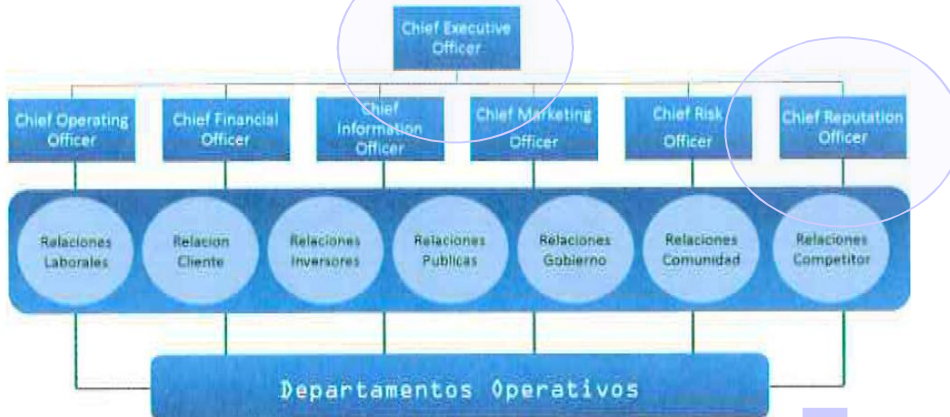 Chief Executive
Officer
Chief Operating
Officer
Chief Financial
Officer
Chief
Information
Officer
Chief Marketing
Officer
Chief Risk
Officer
Chief Reputation
Officer
Relaciones
Laborales
Relacion
Cliente
Relaciones
Inversores
Relaciones
Publicas
Relaciones
Gobierno
Relaciones
Comunidad
Relaciones
Competitor
Departamentos Operativos